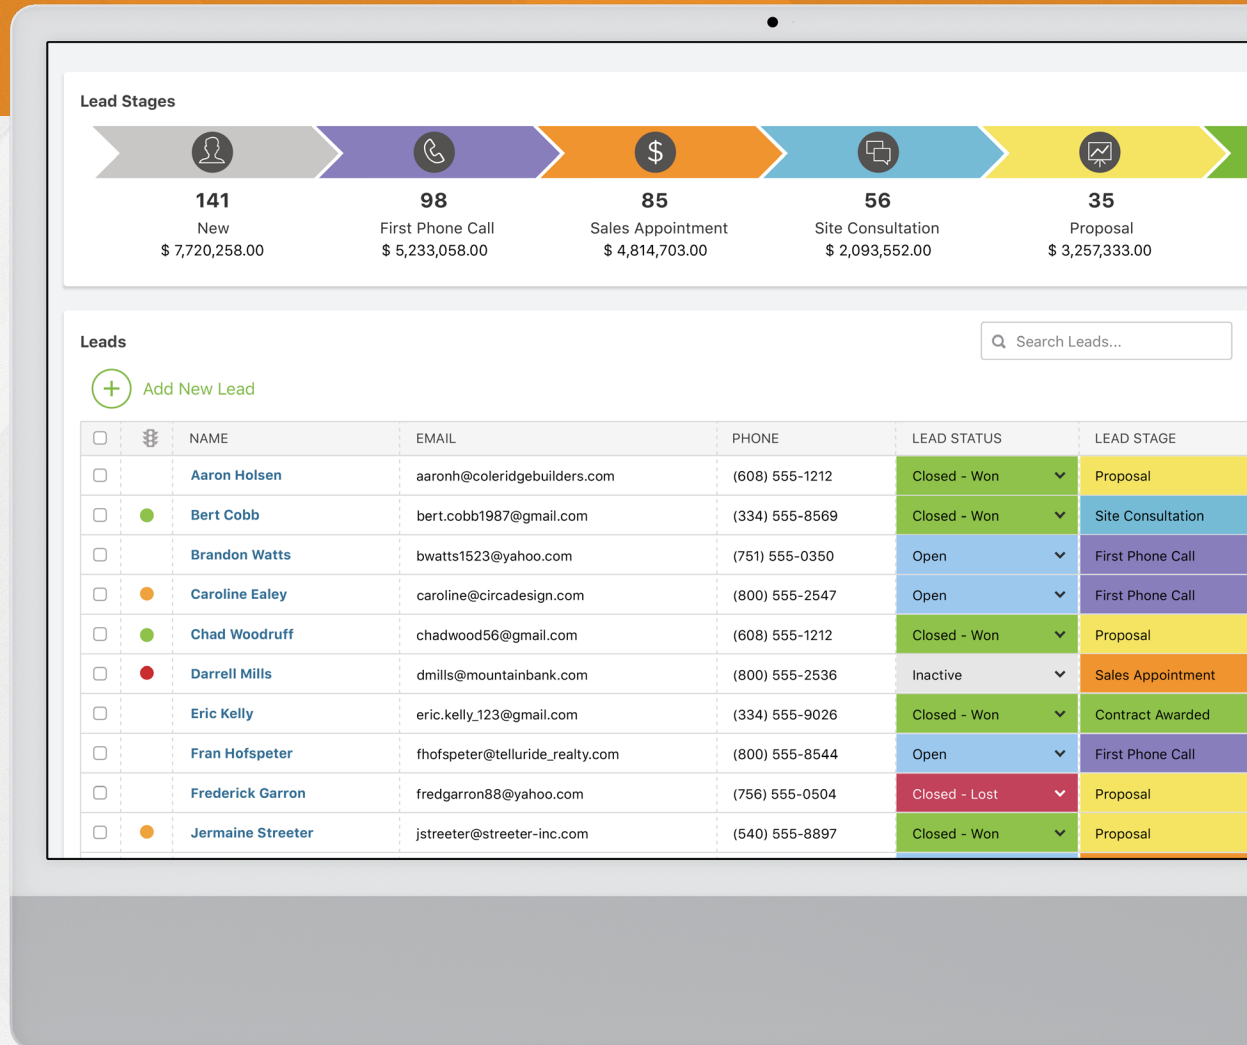 Lead Stages
141 98 85 56 35
New First Phone Call Sales Appointment Site Consultation Proposal
$ 7,720,258.00 $ 5,233,058.00 $ 4,814,703.00 $ 2,093,552.00 $ 3,257,333.00
Leads
Search Leads...
Add New Lead
NAME EMAIL PHONE LEAD STATUS LEAD STAGE
Aaron Holsen aaronh@coleridgebuilders.com (608) 555-1212 Closed - Won Proposal
Bert Cobb bert.cobb1987@gmail.com (334) 555-8569 Closed - Won Site Consultation
Brandon Watts bwatts1523@yahoo.com (751) 555-0350 Open First Phone Call
Caroline Ealey caroline@circadesign.com (800) 555-2547 Open First Phone Call
Chad Woodruff chadwood56@gmail.com (608) 555-1212 Closed - Won Proposal
Darrell Mills dmills@mountainbank.com (800) 555-2536 Inactive Sales Appointment
Eric Kelly eric.kelly_123@gmail.com (334) 555-9026 Closed - Won Contract Awarded
Fran Hofspeter fhofspeter@telluride_realty.com (800) 555-8544 Open First Phone Call
Frederick Garron fredgarron88@yahoo.com (756) 555-0504 Closed - Lost Proposal
Jermaine Streeter jstreeter@streeter-inc.com (540) 555-8897 Closed - Won Proposal